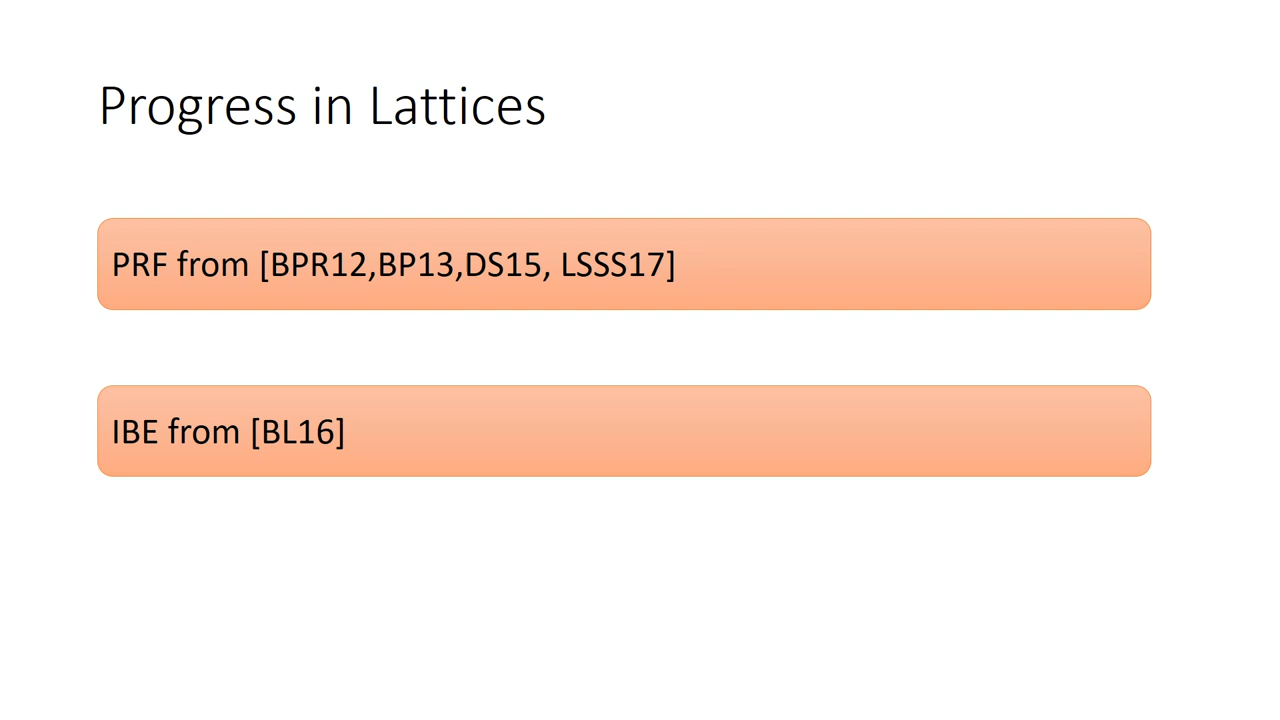 Progress in Lattices
PRF from [BPR12,BP13,DS15, LSSS17]
IBE from [BL16]